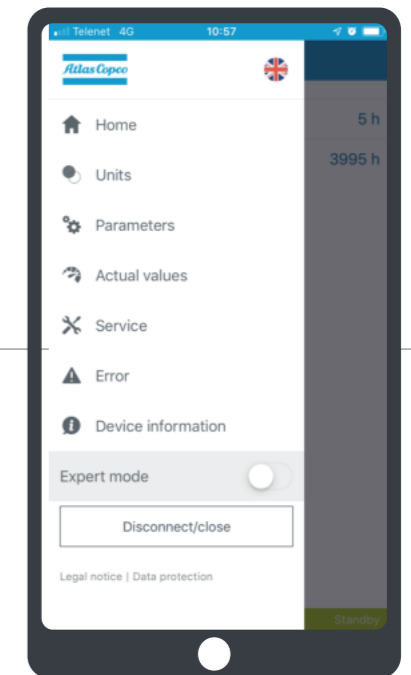 Telenet 4G 10:57
Atlas Copco
Home 5 h
Units 3995 h
Parameters
Actual values
Service
Error
Device information
Expert mode
Disconnect/close
Legal notice | Data protection
Standby